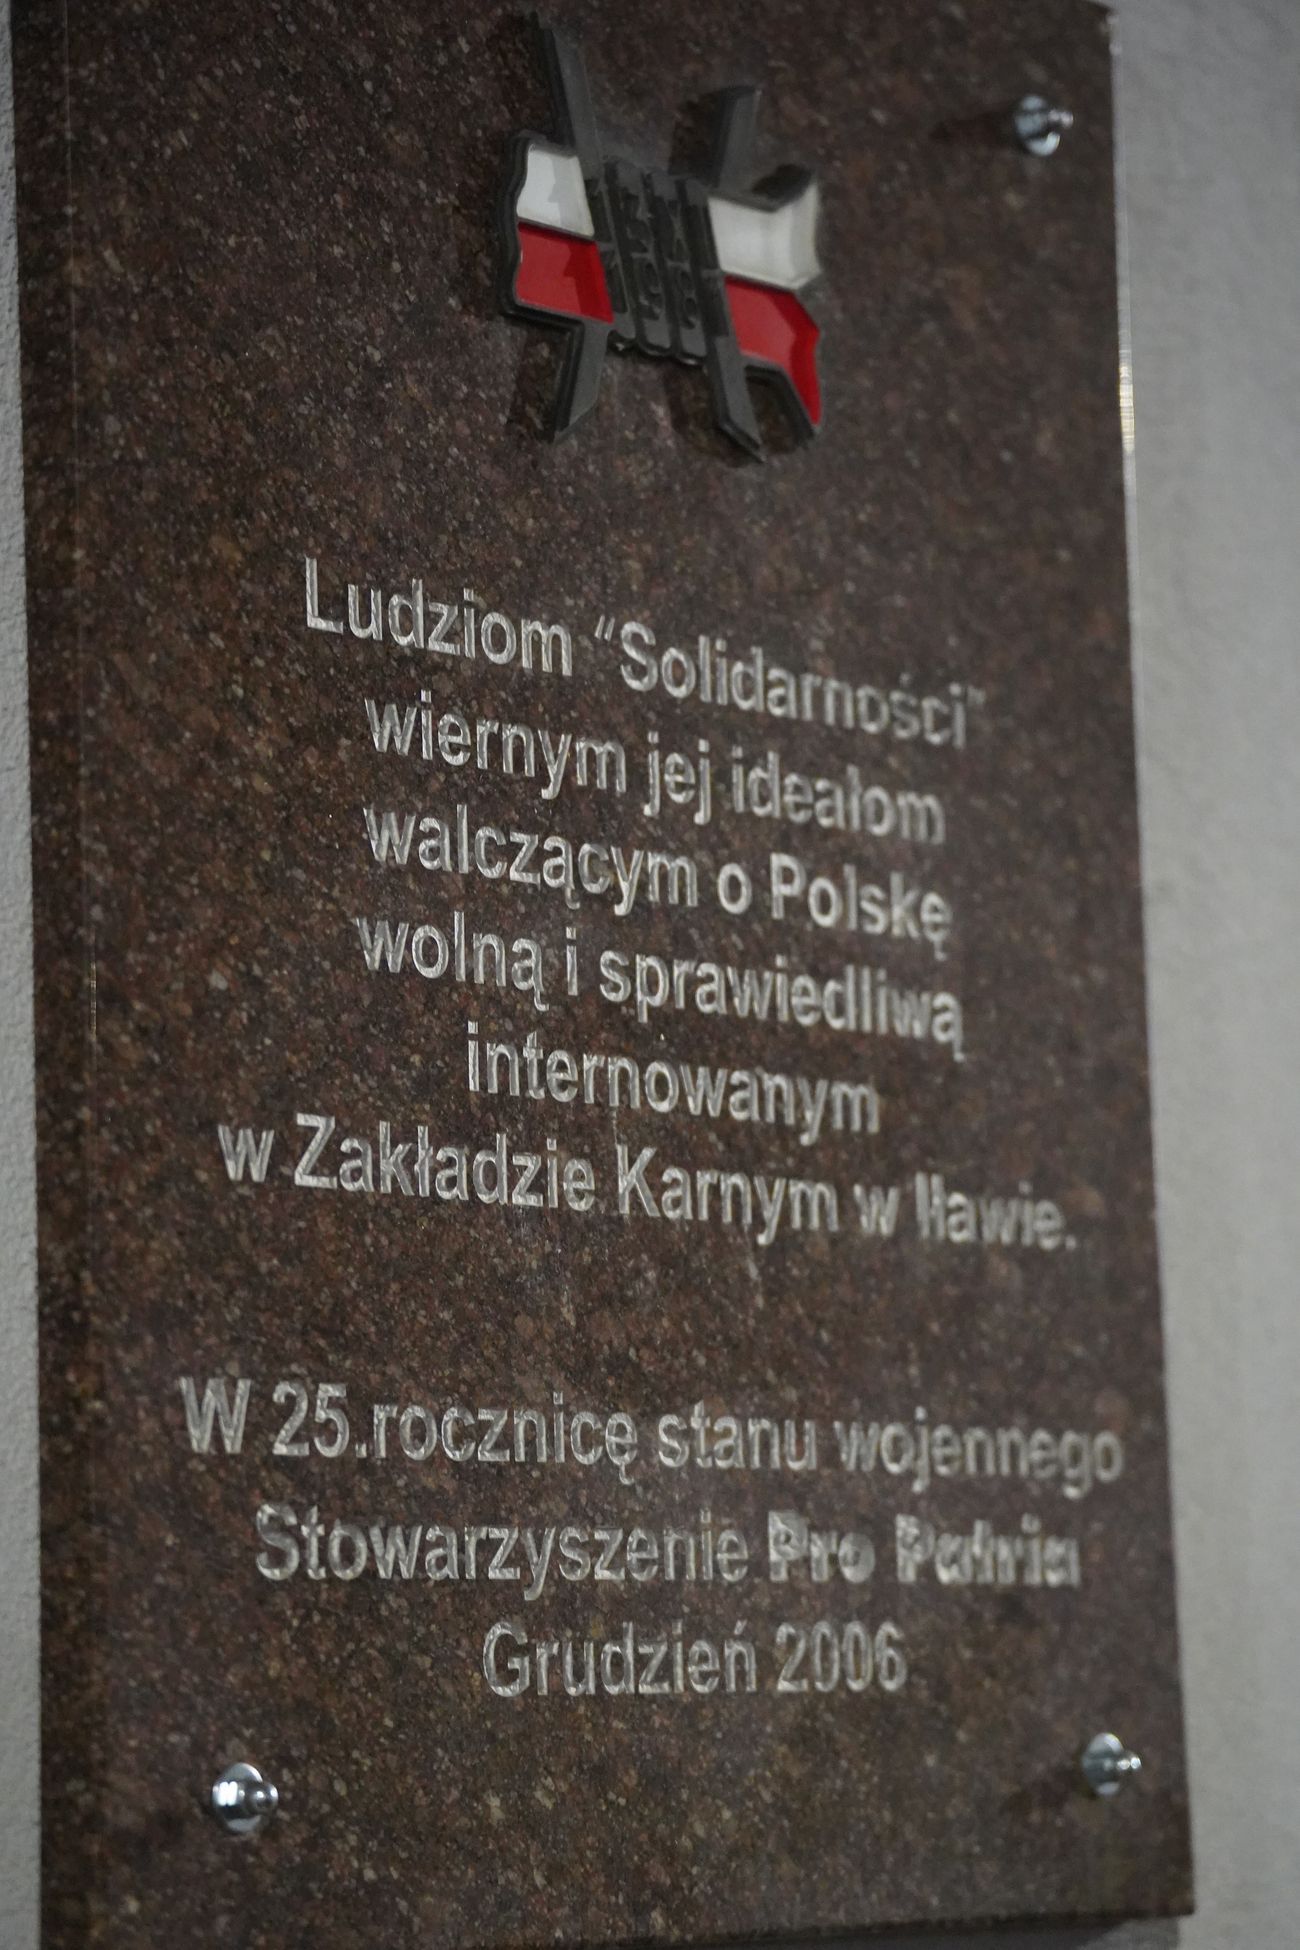 Ludziom “Solidarności”
wiernym jej ideałom
walczącym o Polskę
wolną i sprawiedliwą
internowanym
w Zakładzie Karnym w Iławie.
W 25.rocznicę stanu wojennego
Stowarzyszenie Pro Patria
Grudzień 2006